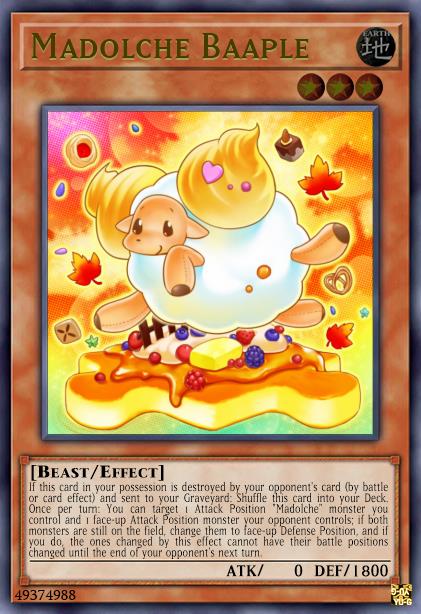 MADOLCHE BAAPLE
EARTH
地
[BEAST/EFFECT]
If this card in your possession is destroyed by your opponent's card (by battle
or card effect) and sent to your Graveyard: Shuffle this card into your Deck.
Once per turn: You can target 1 Attack Position "Madolche" monster you
control and 1 face-up Attack Position monster your opponent controls; if both
monsters are still on the field, change them to face-up Defense Position, and if
you do, the ones changed by this effect cannot have their battle positions
changed until the end of your opponent's next turn.
ATK/ 0 DEF/1800
49374988